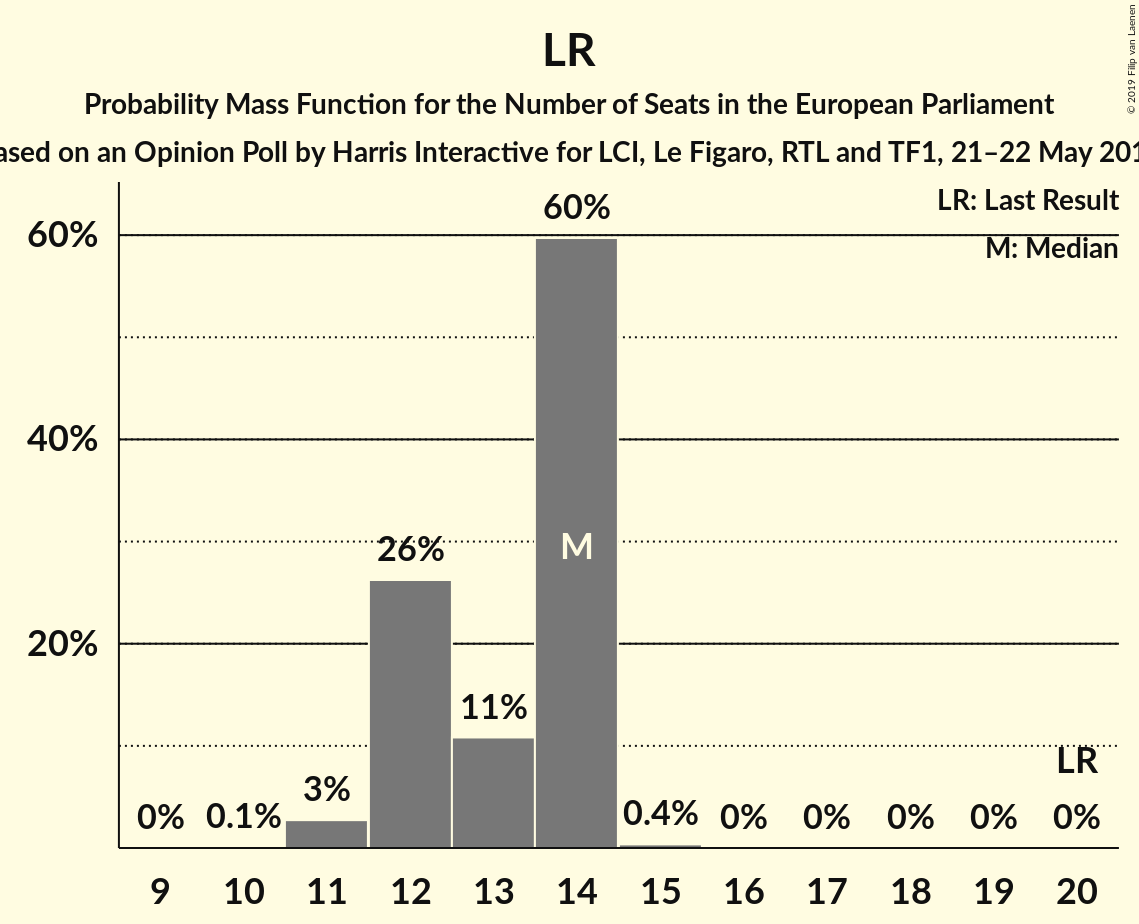 © 2019 Filip van Laenen
LR
Probability Mass Function for the Number of Seats in the European Parliament
ased on an Opinion Poll by Harris Interactive for LCI, Le Figaro, RTL and TF1, 21–22 May 201
LR: Last Result
M: Median
60%
40%
20%
0%
0.1%
3%
26%
11%
60%
M
0.4%
0%
0%
0%
0%
LR
0%
9 10 11 12 13 14 15 16 17 18 19 20